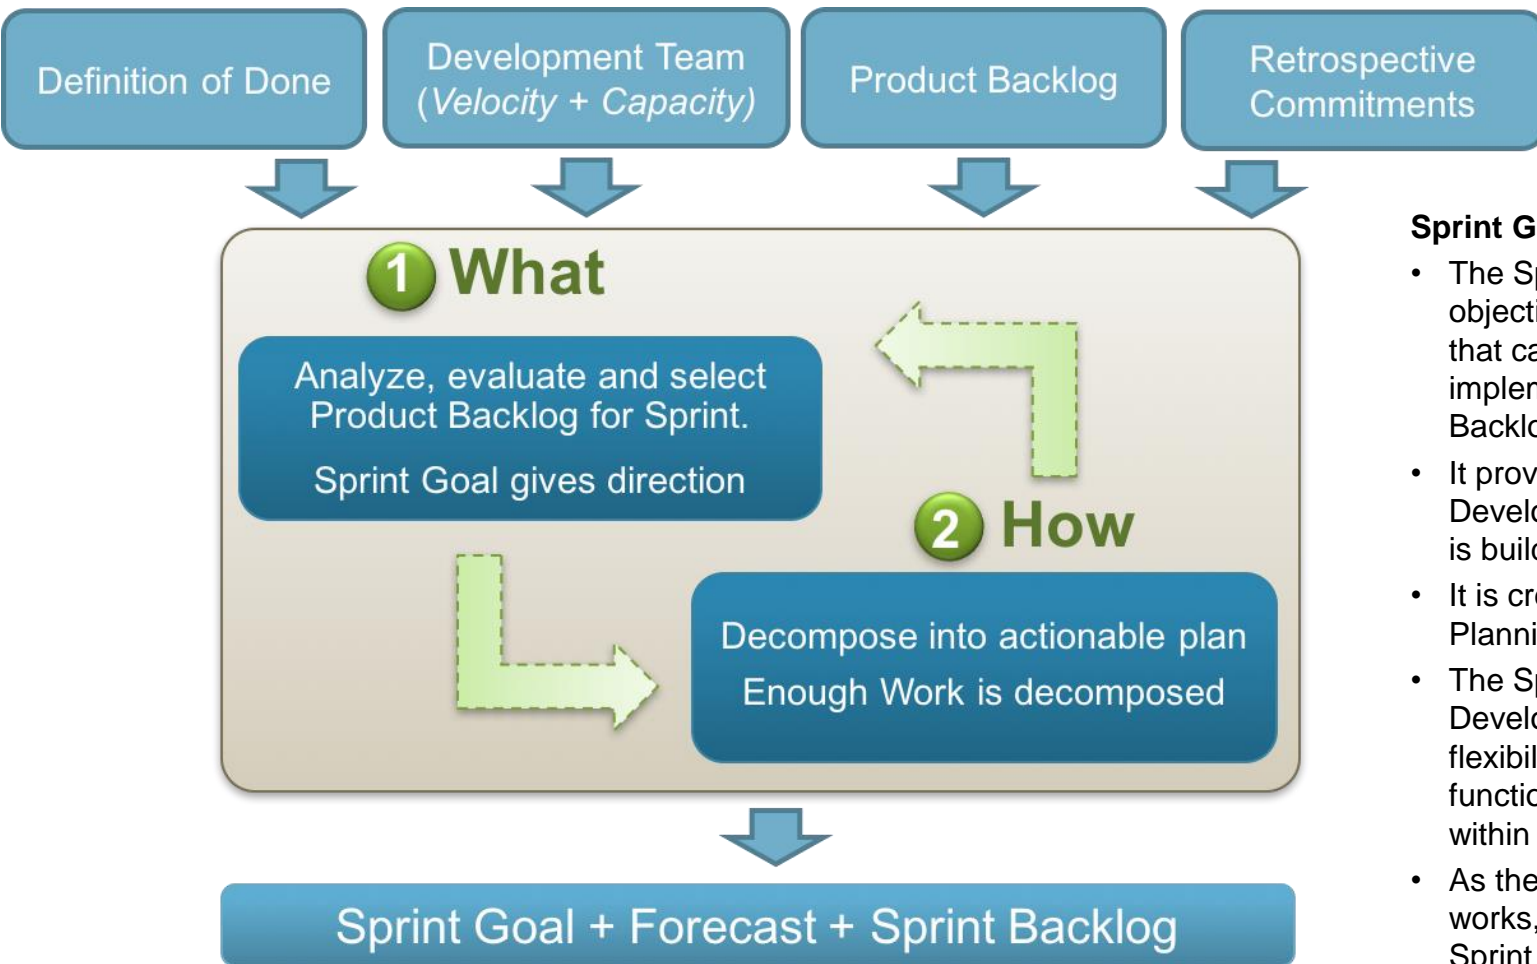 Definition of Done
Development Team
(Velocity + Capacity)
Product Backlog
Retrospective
Commitments
1 What
Analyze, evaluate and select
Product Backlog for Sprint.
Sprint Goal gives direction
2 How
Decompose into actionable plan
Enough Work is decomposed
Sprint Goal + Forecast + Sprint Backlog
Sprint
• The
objecti
that ca
implem
Backlo
• It prov
Develo
is build
• It is cre
Planni
• The
Develo
flexibil
functio
within
• As the
works,
Sprint